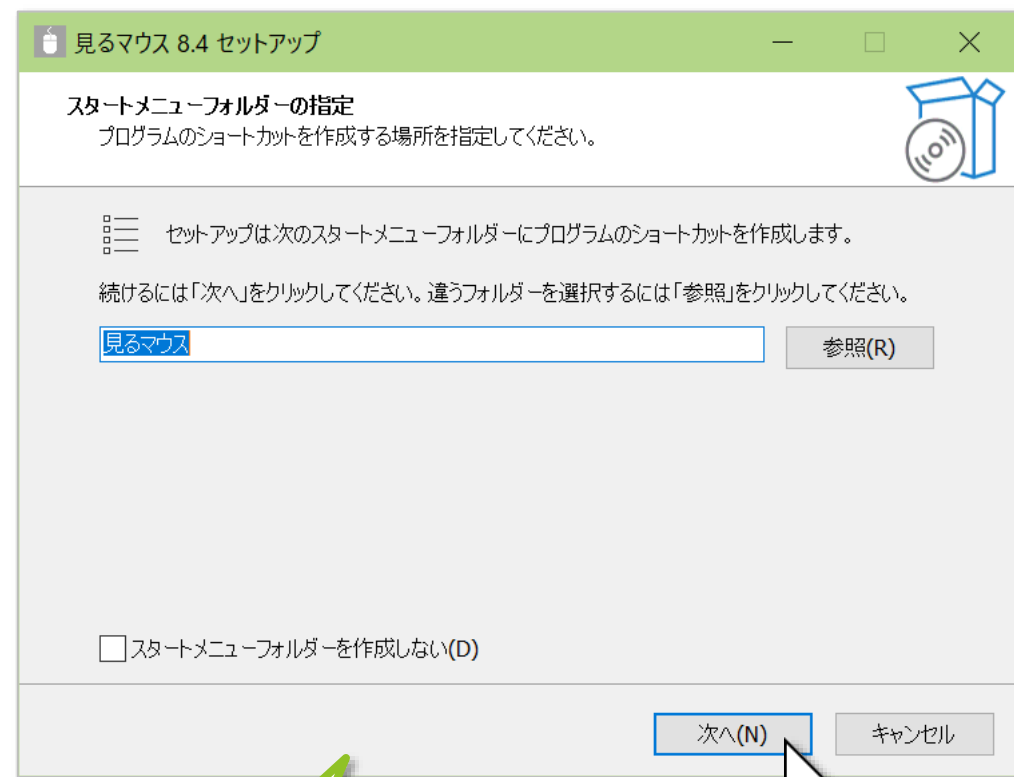 見るマウス 8.4 セットアップ
スタートメニューフォルダーの指定
プログラムのショートカットを作成する場所を指定してください。
セットアップは次のスタートメニューフォルダーにプログラムのショートカットを作成します。
続けるには「次へ」をクリックしてください。違うフォルダーを選択するには「参照」をクリックしてください。
見るマウス
参照(R)
スタートメニューフォルダーを作成しない(D)
次へ(N)
キャンセル